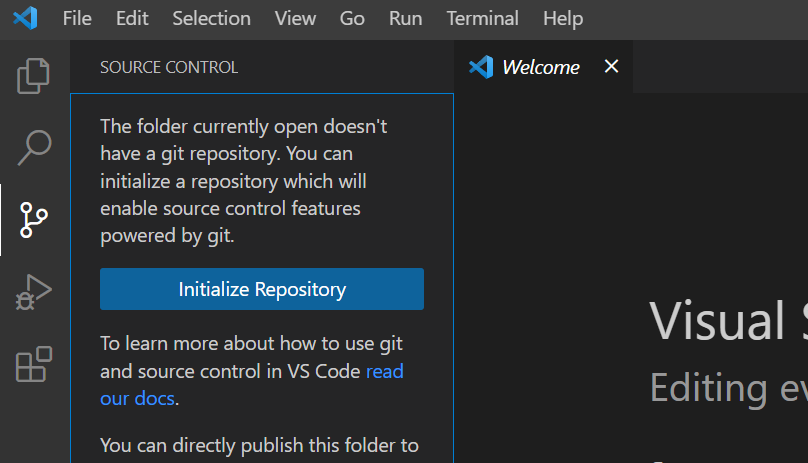 File Edit Selection View Go Run Terminal Help
SOURCE CONTROL
Welcome
The folder currently open doesn't
have a git repository. You can
initialize a repository which will
enable source control features
powered by git.
Initialize Repository
To learn more about how to use git
and source control in VS Code read
our docs.
You can directly publish this folder to
Visual
Editing